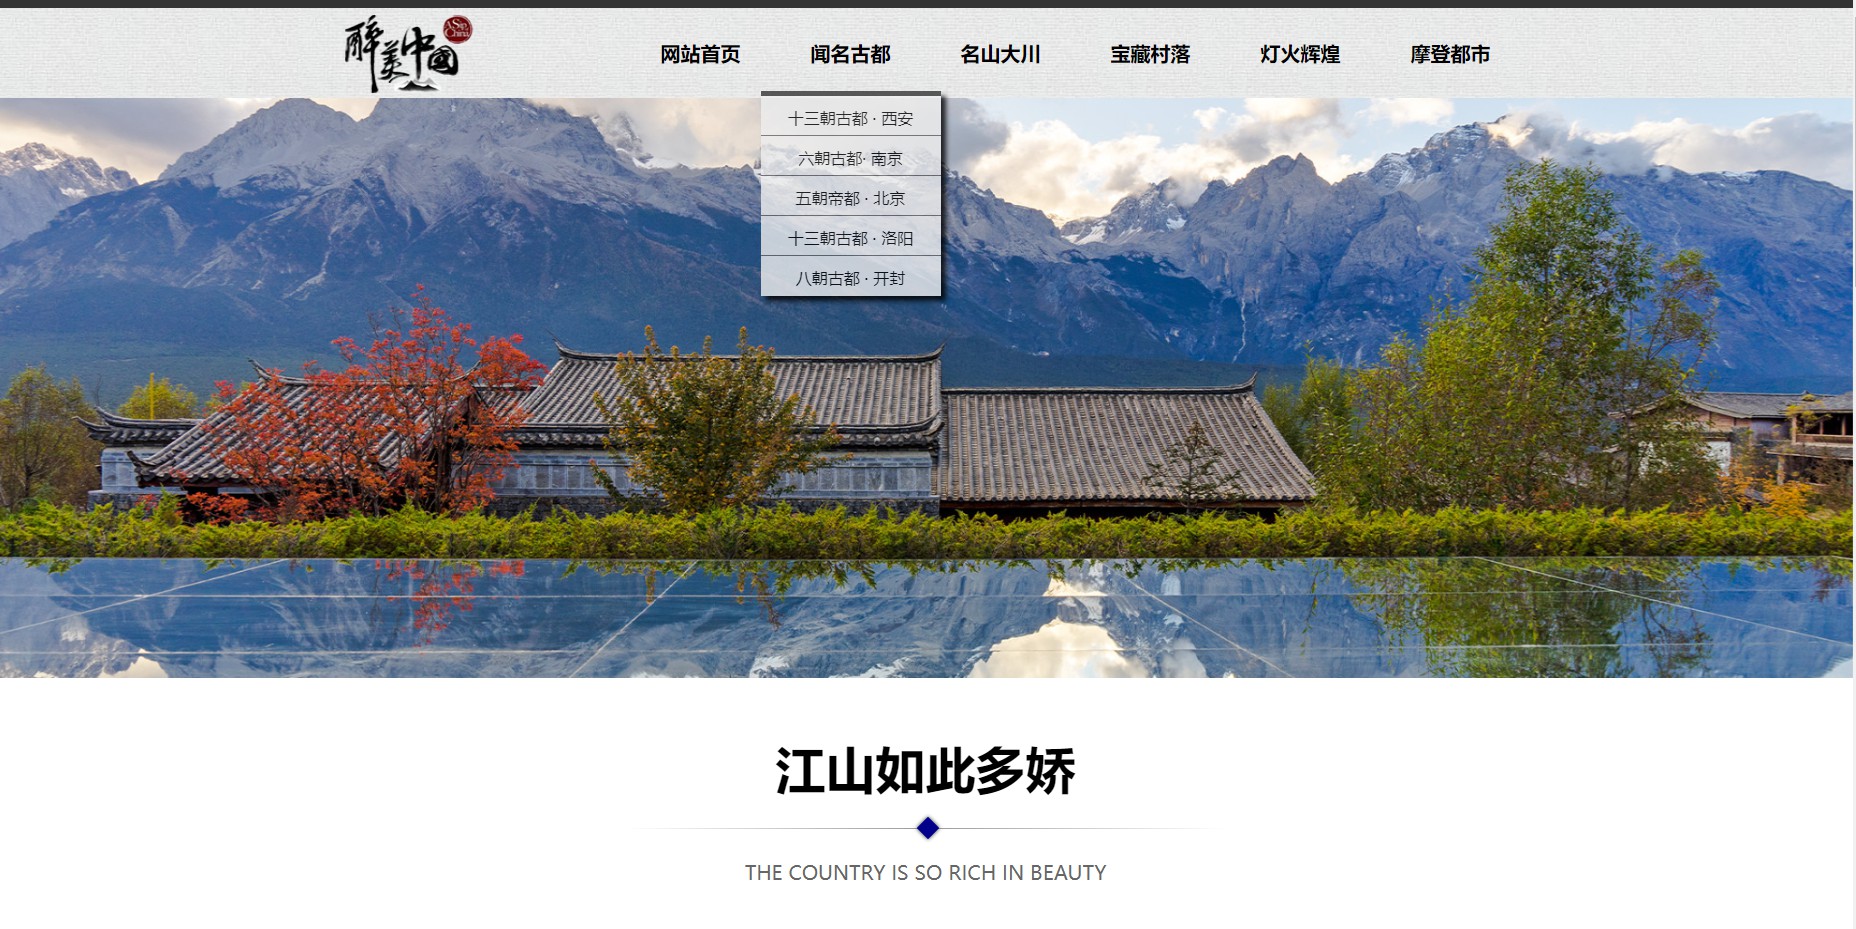 醉美中國
网站首页 闻名古都 名山大川 宝藏村落 灯火辉煌 摩登都市
十三朝古都 · 西安
六朝古都· 南京
五朝帝都 · 北京
十三朝古都 · 洛阳
八朝古都 · 开封
江山如此多娇
THE COUNTRY IS SO RICH IN BEAUTY